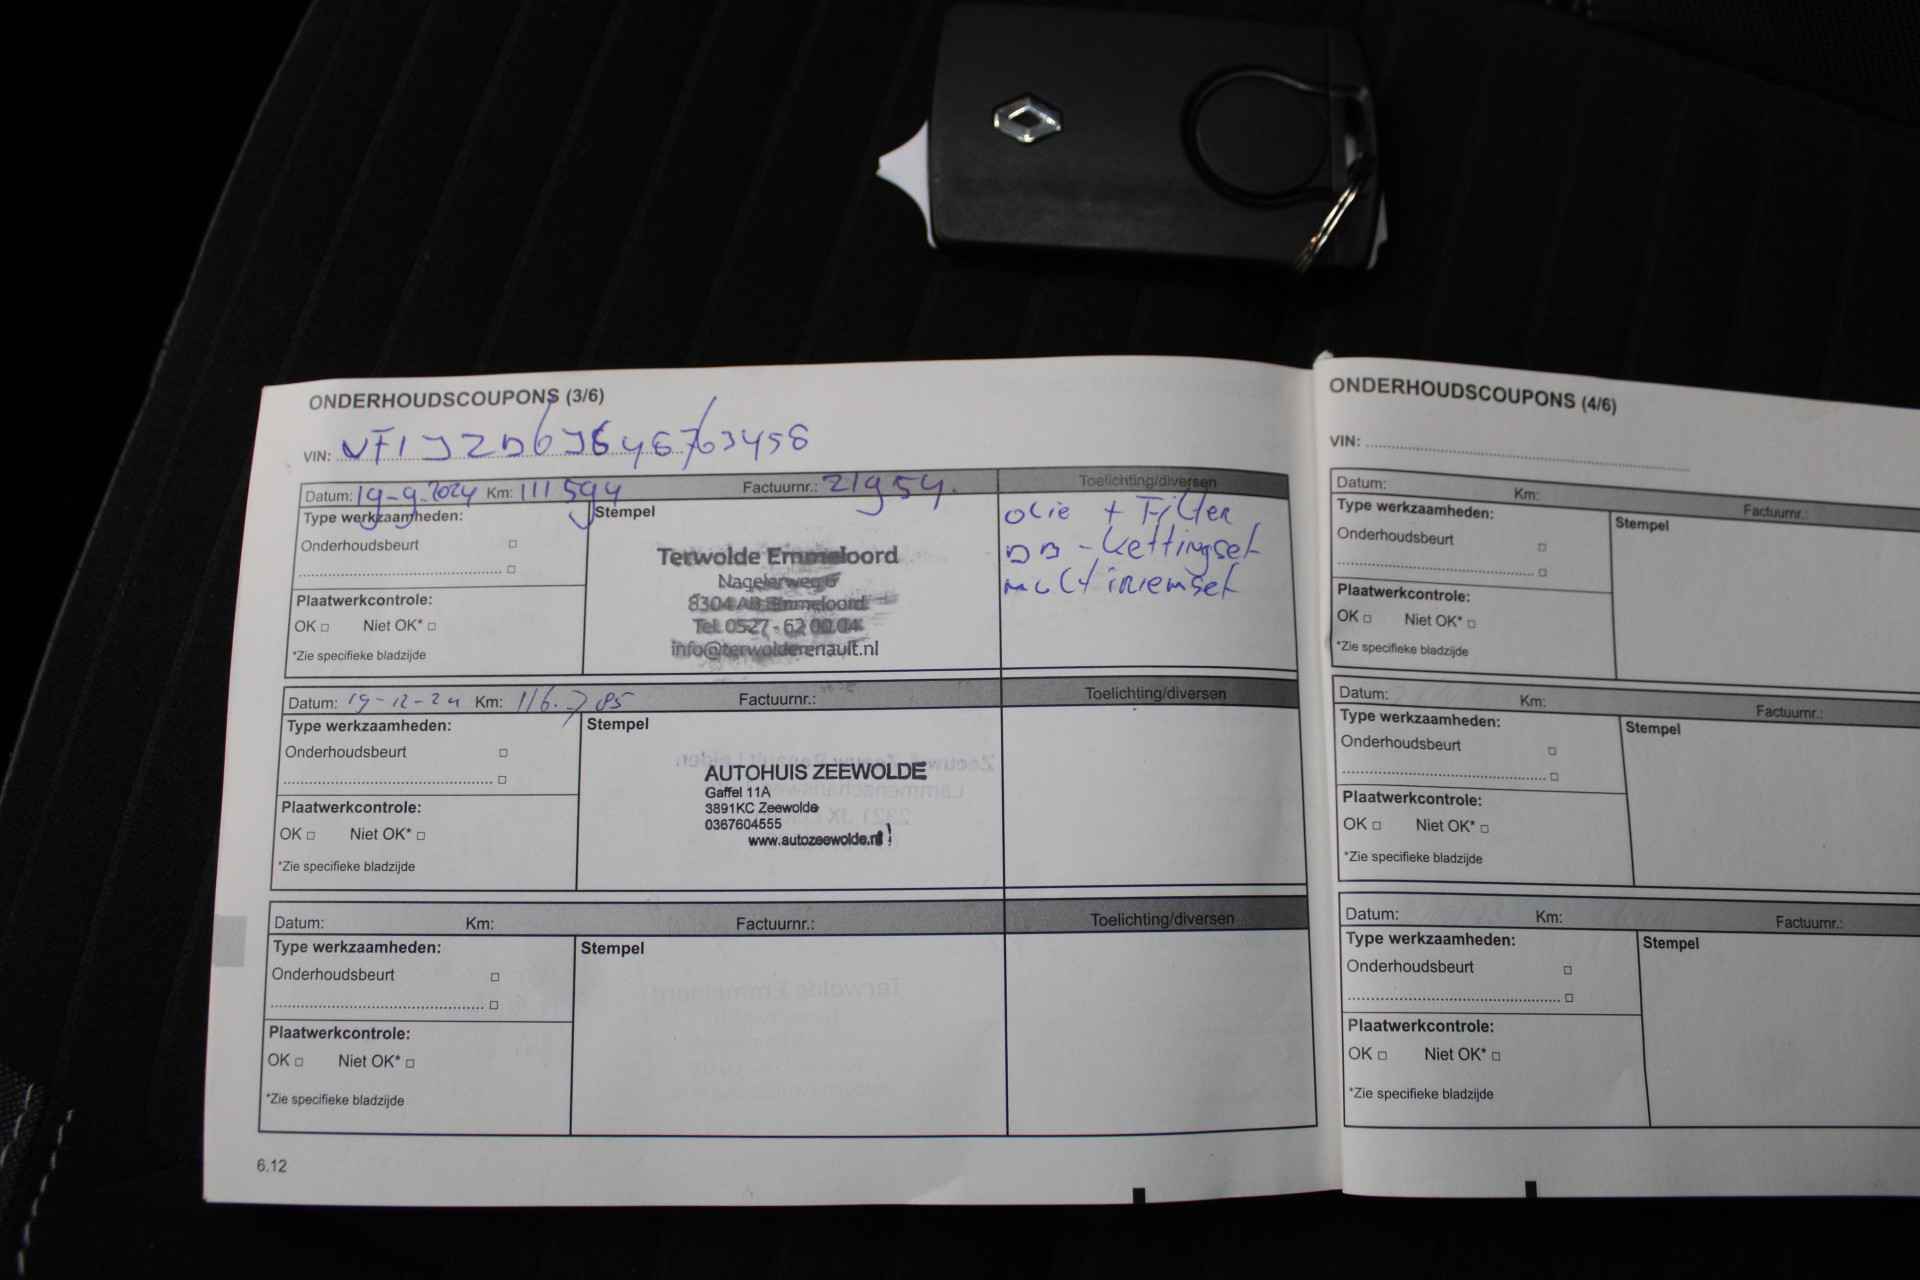 ONDERHOUDSCOUPONS (3/6)
VIN:
Datum: 19-9-2024 Km: 111594 Factuurnr.: 21954. Toelichting/diversen
Type werkzaamheden:
Stempel
Onderhoudsbeurt
Plaatwerkcontrole:
OK Niet OK*
*Zie specifieke bladzijde
Terwolde Emmeloord
Nagelerweg 6
8304 AB Emmeloord
Tel. 0527 - 62 00 04
info@terwolderenault.nl
olie + Filter
DB - Kettingset
multiriemset
Datum: 19-12-24 Km: 116.785 Factuurnr.: Toelichting/diversen
Type werkzaamheden:
Stempel
Onderhoudsbeurt
Plaatwerkcontrole:
OK Niet OK*
*Zie specifieke bladzijde
AUTOHUIS ZEEWOLDE
Gaffel 11A
3891KC Zeewolde
0367604555
www.autozeewolde.nl
Datum: Km: Factuurnr.: Toelichting/diversen
Type werkzaamheden:
Stempel
Onderhoudsbeurt
Plaatwerkcontrole:
OK Niet OK*
*Zie specifieke bladzijde
6.12
ONDERHOUDSCOUPONS (4/6)
VIN:
Datum: Km: Factuurnr.:
Type werkzaamheden:
Stempel
Onderhoudsbeurt
Plaatwerkcontrole:
OK Niet OK*
*Zie specifieke bladzijde
Datum: Km: Factuurnr.:
Type werkzaamheden:
Stempel
Onderhoudsbeurt
Plaatwerkcontrole:
OK Niet OK*
*Zie specifieke bladzijde
Datum: Km: Factuurnr.:
Type werkzaamheden:
Stempel
Onderhoudsbeurt
Plaatwerkcontrole:
OK Niet OK*
*Zie specifieke bladzijde